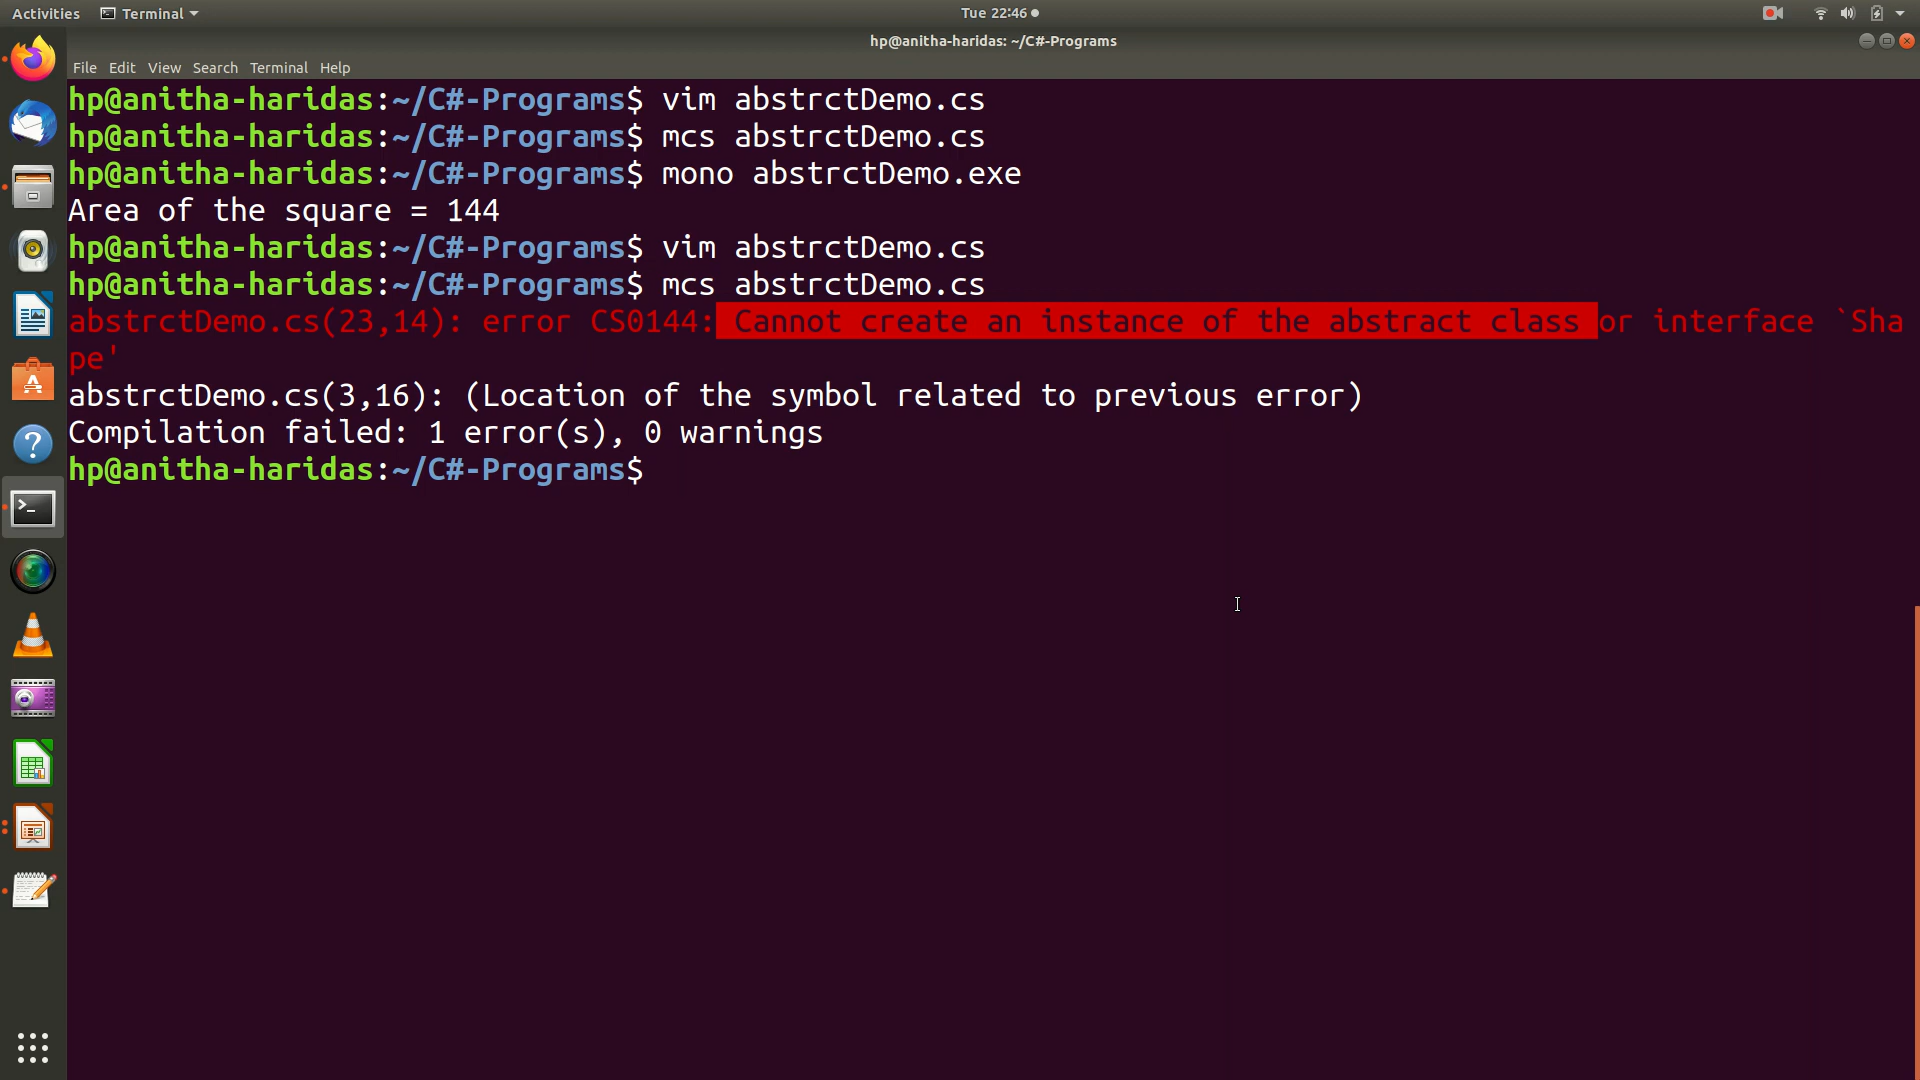 Activities Terminal Tue 22:46
hp@anitha-haridas: ~/C#-Programs
File Edit View Search Terminal Help
hp@anitha-haridas:~/C#-Programs$ vim abstrctDemo.cs
hp@anitha-haridas:~/C#-Programs$ mcs abstrctDemo.cs
hp@anitha-haridas:~/C#-Programs$ mono abstrctDemo.exe
Area of the square = 144
hp@anitha-haridas:~/C#-Programs$ vim abstrctDemo.cs
hp@anitha-haridas:~/C#-Programs$ mcs abstrctDemo.cs
abstrctDemo.cs(23,14): error CS0144: Cannot create an instance of the abstract class or interface `Sha
pe'
abstrctDemo.cs(3,16): (Location of the symbol related to previous error)
Compilation failed: 1 error(s), 0 warnings
hp@anitha-haridas:~/C#-Programs$